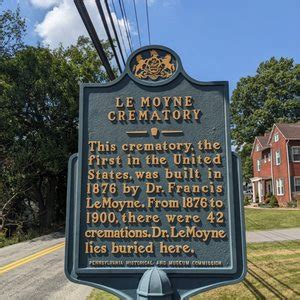 LE MOYNE
CREMATORY
This crematory, the
first in the United
States, was built in
1876 by Dr. Francis
LeMoyne. From 1876 to
1900, there were 42
cremations. Dr. LeMoyne
lies buried here.
PENNSYLVANIA HISTORICAL AND MUSEUM COMMISSION